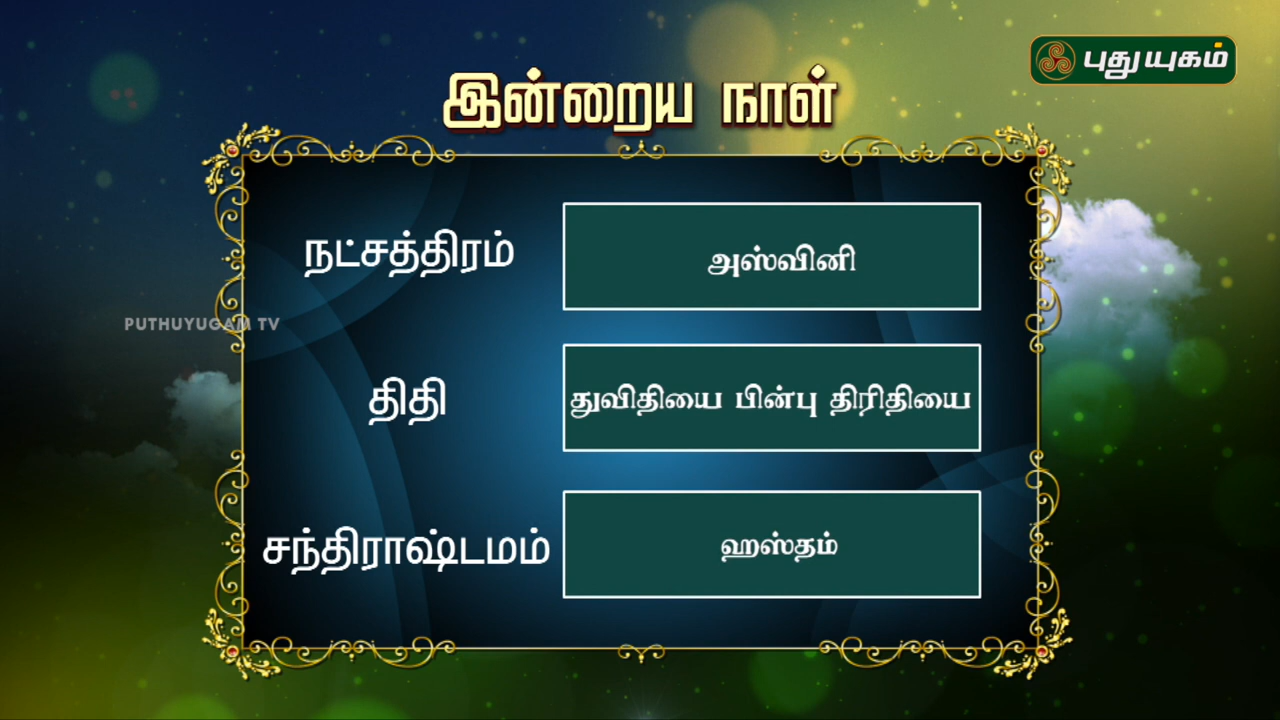 புதுயுகம்
இன்றைய நாள்
நட்சத்திரம்
அஸ்வினி
PUTHUYUGAM TV
திதி
துவிதியை பின்பு திரிதியை
சந்திராஷ்டமம்
ஹஸ்தம்